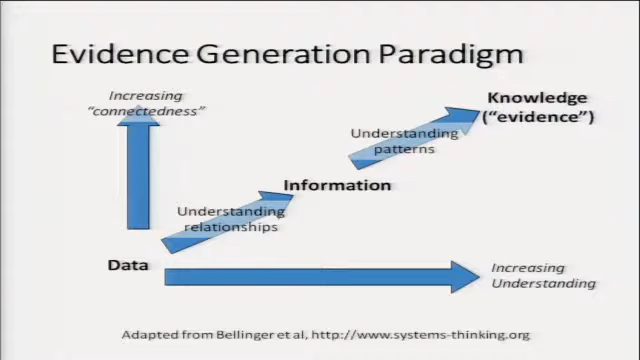 Evidence Generation Paradigm
Increasing
“connectedness”
Knowledge
(“evidence”)
Understanding
patterns
Information
Understanding
relationships
Data
Increasing
Understanding
Adapted from Bellinger et al, http://www.systems-thinking.org